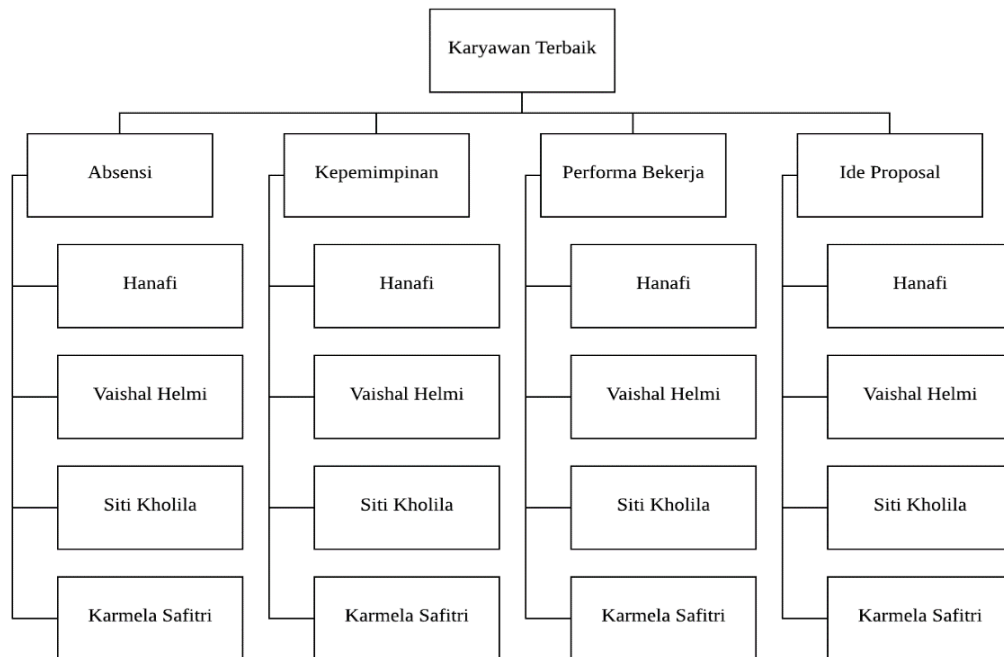 Karyawan Terbaik
Absensi
Kepemimpinan
Performa Bekerja
Ide Proposal
Hanafi
Hanafi
Hanafi
Hanafi
Vaishal Helmi
Vaishal Helmi
Vaishal Helmi
Vaishal Helmi
Siti Kholila
Siti Kholila
Siti Kholila
Siti Kholila
Karmela Safitri
Karmela Safitri
Karmela Safitri
Karmela Safitri